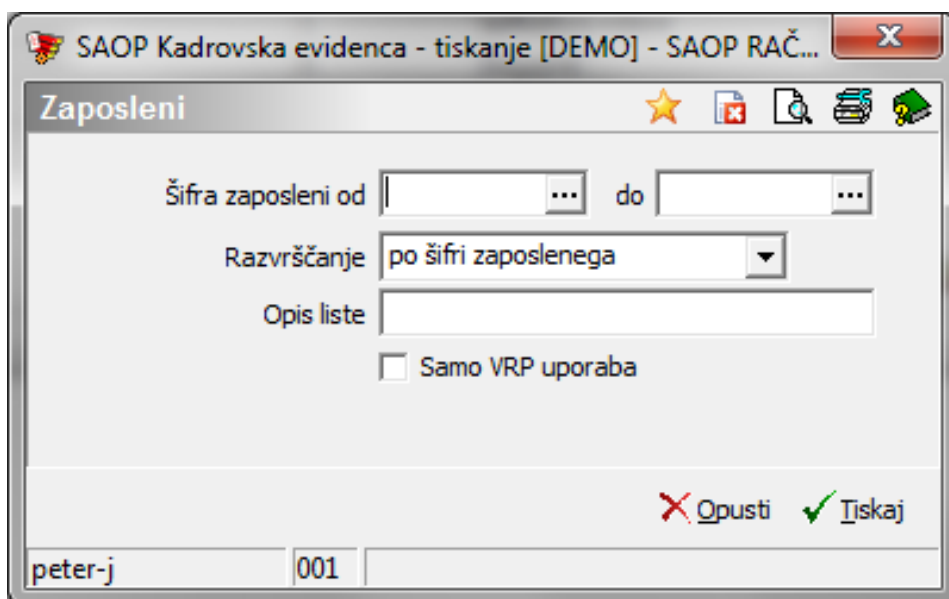 SAOP Kadrovska evidenca - tiskanje [DEMO] - SAOP RAČ...
Zaposleni
Šifra zaposleni od ... do ...
Razvrščanje po šifri zaposlenega
Opis liste
Samo VRP uporaba
Opusti Tiskaj
peter-j 001